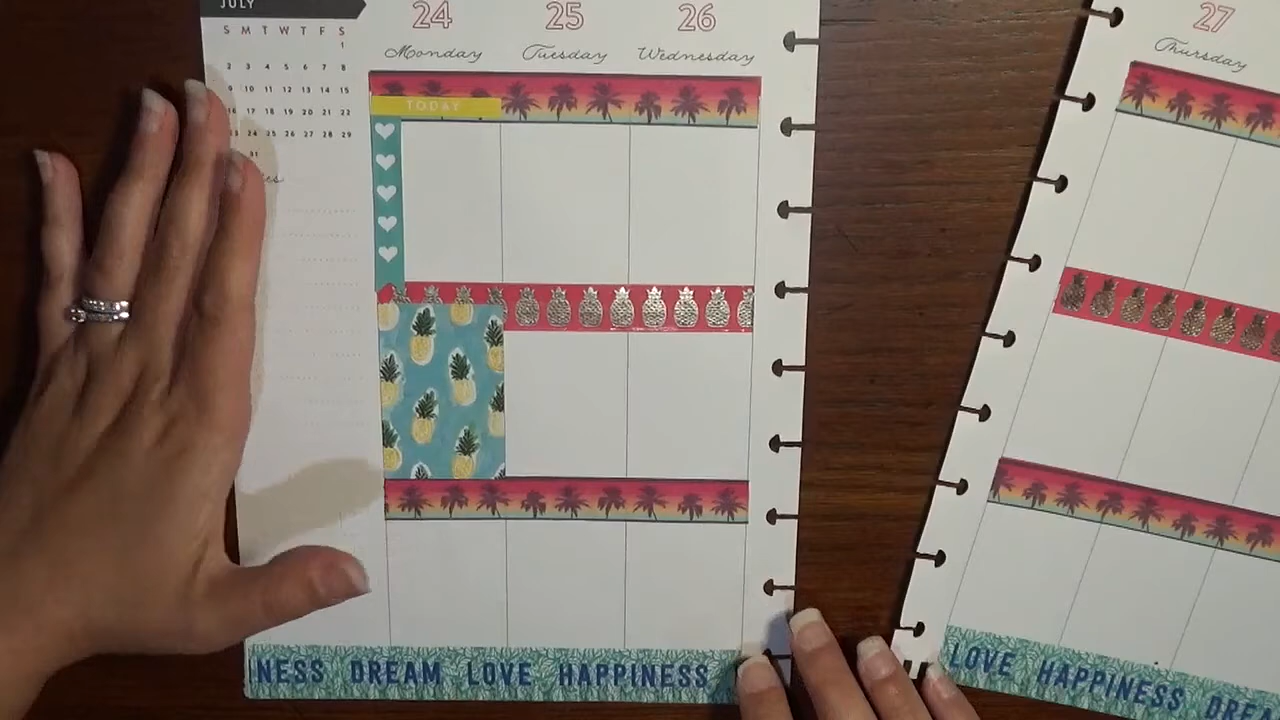 JULY
S M T W T F S
1
2 3 4 5 6 7 8
9 10 11 12 13 14 15
16 17 18 19 20 21 22
23 24 25 26 27 28 29
31
24 25 26
Monday Tuesday Wednesday
TODAY
NESS DREAM LOVE HAPPINESS
27
Thursday
LOVE HAPPINESS DREA